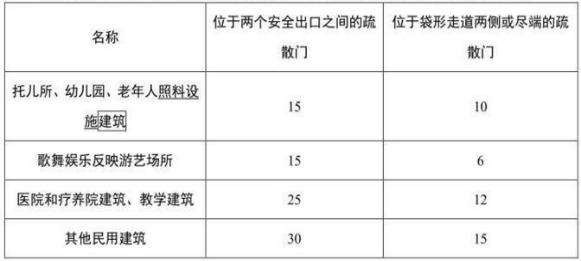 名称
位于两个安全出口之间的疏
散门
位于袋形走道两侧或尽端的疏
散门
托儿所、幼儿园、老年人照料设
施建筑
15
10
歌舞娱乐反映游艺场所
15
6
医院和疗养院建筑、教学建筑
25
12
其他民用建筑
30
15